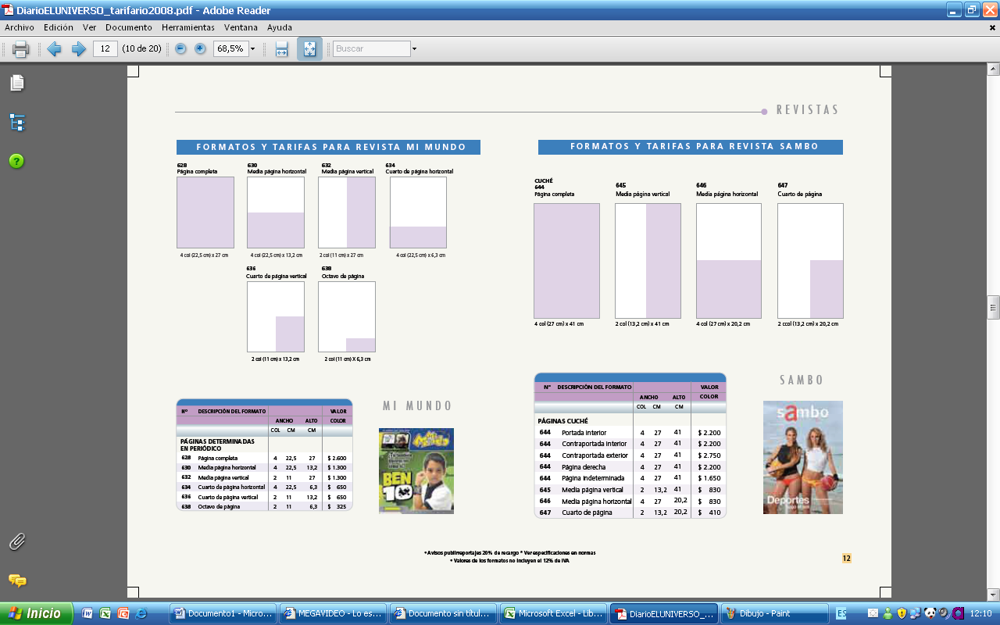 DiarioELUNIVERSO_tarifario2008.pdf - Adobe Reader
Archivo Edición Ver Documento Herramientas Ventana Ayuda
12 (10 de 20) 68,5% Buscar
REVISTAS
FORMATOS Y TARIFAS PARA REVISTA MI MUNDO
628
Página completa
630
Media página horizontal
632
Media página vertical
634
Cuarto de página horizontal
4 col (22,5 cm) x 27 cm
4 col (22,5 cm) x 13,2 cm
2 col (11 cm) x 27 cm
4 col (22,5 cm) x 6,3 cm
636
Cuarto de página vertical
638
Octavo de página
2 col (11 cm) x 13,2 cm
2 col (11 cm) X 6,3 cm
Nº DESCRIPCIÓN DEL FORMATO VALOR
ANCHO ALTO COLOR
COL CM CM
PÁGINAS DETERMINADAS
EN PERIÓDICO
628 Página completa 4 22,5 27 $ 2.600
630 Media página horizontal 4 22,5 13,2 $ 1.300
632 Media página vertical 2 11 27 $ 1.300
634 Cuarto de página horizontal 4 22,5 6,3 $ 650
636 Cuarto de página vertical 2 11 13,2 $ 650
638 Octavo de página 2 11 6,3 $ 325
MI MUNDO
BEN
10
FORMATOS Y TARIFAS PARA REVISTA SAMBO
CUCHÉ
644
Página completa
645
Media página vertical
646
Media página horizontal
647
Cuarto de página
4 col (27 cm) x 41 cm
2 col (13,2 cm) x 41 cm
4 col (27 cm) x 20,2 cm
2 ccol (13,2 cm) x 20,2 cm
N° DESCRIPCIÓN DEL FORMATO VALOR
ANCHO ALTO COLOR
COL CM CM
PÁGINAS CUCHÉ
644 Portada interior 4 27 41 $ 2.200
644 Contraportada interior 4 27 41 $ 2.200
644 Contraportada exterior 4 27 41 $ 2.750
644 Página derecha 4 27 41 $ 2.200
644 Página indeterminada 4 27 41 $ 1.650
645 Media página vertical 2 13,2 41 $ 830
646 Media página horizontal 4 27 20,2 $ 830
647 Cuarto de página 2 13,2 20,2 $ 410
SAMBO
sambo
Deportes
• Avisos publirreportajes 20% de recargo * Ver especificaciones en normas
• Valores de los formatos no incluyen el 12% de IVA
12
Inicio
Documento1 - Micro...
MEGAVIDEO - Lo es...
Documento sin títul...
Microsoft Excel - Lib...
DiarioELUNIVERSO_...
Dibujo - Paint
ES
12:10